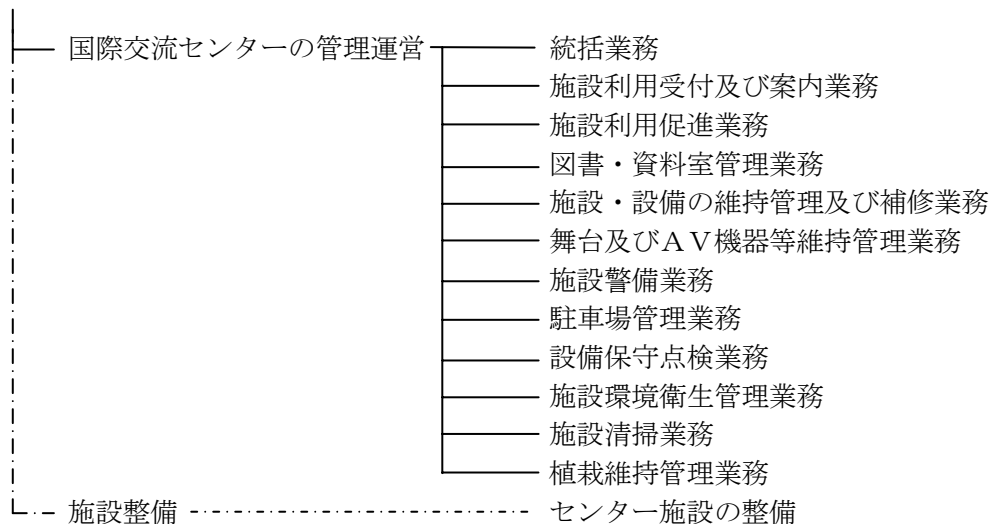 国際交流センターの管理運営 統括業務
施設利用受付及び案内業務
施設利用促進業務
図書・資料室管理業務
施設・設備の維持管理及び補修業務
舞台及びＡＶ機器等維持管理業務
施設警備業務
駐車場管理業務
設備保守点検業務
施設環境衛生管理業務
施設清掃業務
植栽維持管理業務
施設整備 センター施設の整備